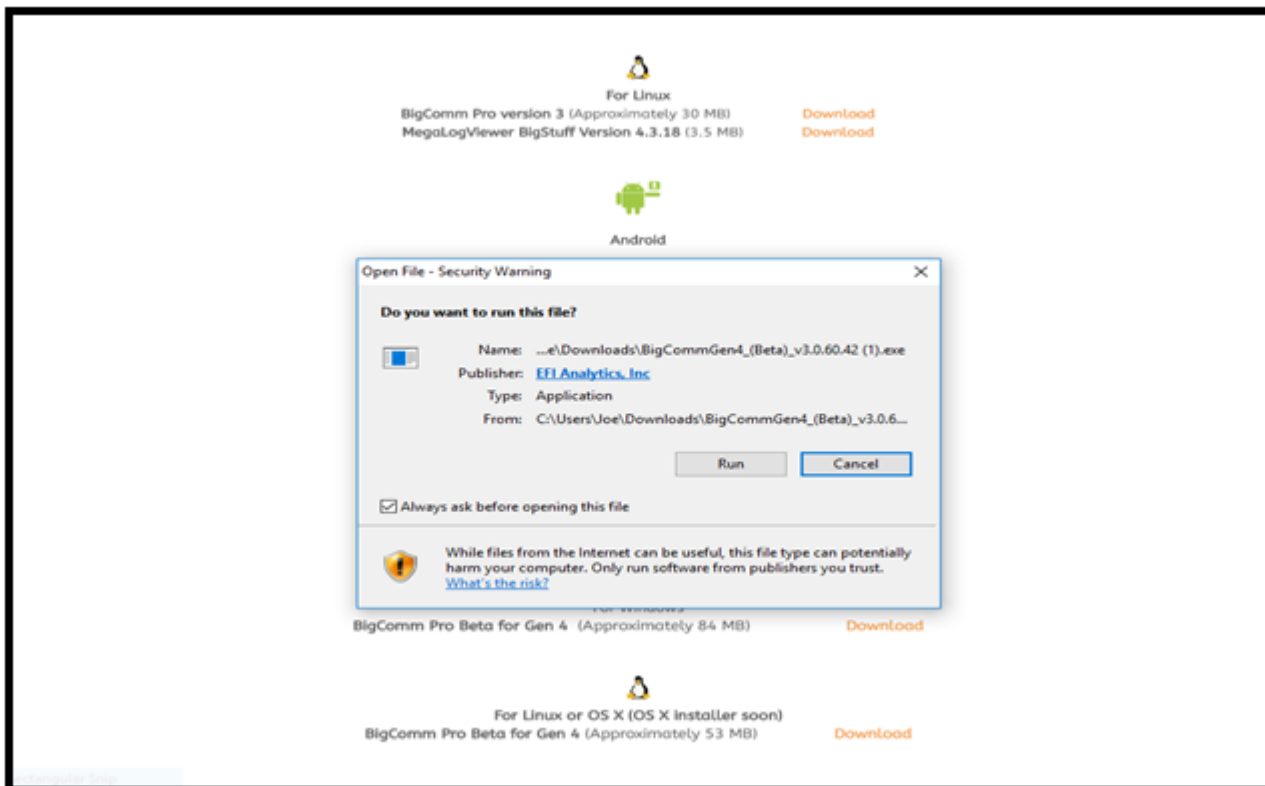 For Linux
BigComm Pro version 3 (Approximately 30 MB) Download
MegaLogViewer BigStuff Version 4.3.18 (3.5 MB) Download
Android
Open File - Security Warning
Do you want to run this file?
Name: ...e\Downloads\BigCommGen4_(Beta)_v3.0.60.42 (1).exe
Publisher: EFI Analytics, Inc
Type: Application
From: C:\Users\Joe\Downloads\BigCommGen4_(Beta)_v3.0.6...
Run Cancel
Always ask before opening this file
While files from the Internet can be useful, this file type can potentially
harm your computer. Only run software from publishers you trust.
What's the risk?
For Windows
BigComm Pro Beta for Gen 4 (Approximately 84 MB) Download
For Linux or OS X (OS X installer soon)
BigComm Pro Beta for Gen 4 (Approximately 53 MB) Download
ectangular Snip